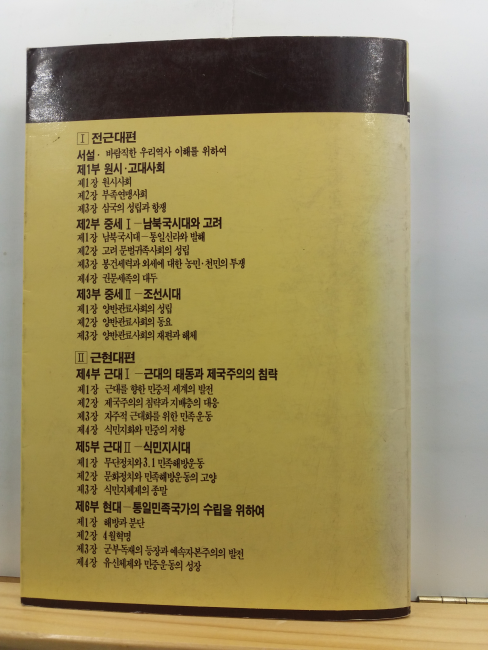 Ⅰ 전근대편
서설· 바람직한 우리역사 이해를 위하여
제1부 원시·고대사회
제1장 원시사회
제2장 부족연맹사회
제3장 삼국의 성립과 항쟁
제2부 중세Ⅰ―남북국시대와 고려
제1장 남북국시대―통일신라와 발해
제2장 고려 문벌귀족사회의 성립
제3장 봉건세력과 외세에 대한 농민·천민의 투쟁
제4장 권문세족의 대두
제3부 중세Ⅱ―조선시대
제1장 양반관료사회의 성립
제2장 양반관료사회의 동요
제3장 양반관료사회의 재편과 해체
Ⅱ 근현대편
제4부 근대Ⅰ―근대의 태동과 제국주의의 침략
제1장 근대를 향한 민중적 세계의 발전
제2장 제국주의의 침략과 지배층의 대응
제3장 자주적 근대화를 위한 민족운동
제4장 식민지화와 민중의 저항
제5부 근대Ⅱ―식민지시대
제1장 무단정치와 3.1 민족해방운동
제2장 문화정치와 민족해방운동의 고양
제3장 식민지체제의 종말
제6부 현대―통일민족국가의 수립을 위하여
제1장 해방과 분단
제2장 4월혁명
제3장 군부독재의 등장과 예속자본주의의 발전
제4장 유신체제와 민중운동의 성장